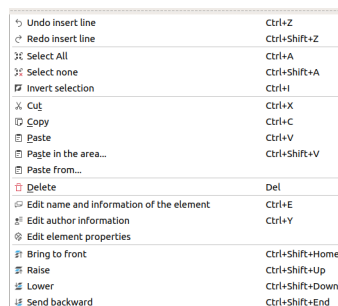 Undo insert line Ctrl+Z
Redo insert line Ctrl+Shift+Z
Select All Ctrl+A
Select none Ctrl+Shift+A
Invert selection Ctrl+I
Cut Ctrl+X
Copy Ctrl+C
Paste Ctrl+V
Paste in the area... Ctrl+Shift+V
Paste from...
Delete Del
Edit name and information of the element Ctrl+E
Edit author information Ctrl+Y
Edit element properties
Bring to front Ctrl+Shift+Home
Raise Ctrl+Shift+Up
Lower Ctrl+Shift+Down
Send backward Ctrl+Shift+End